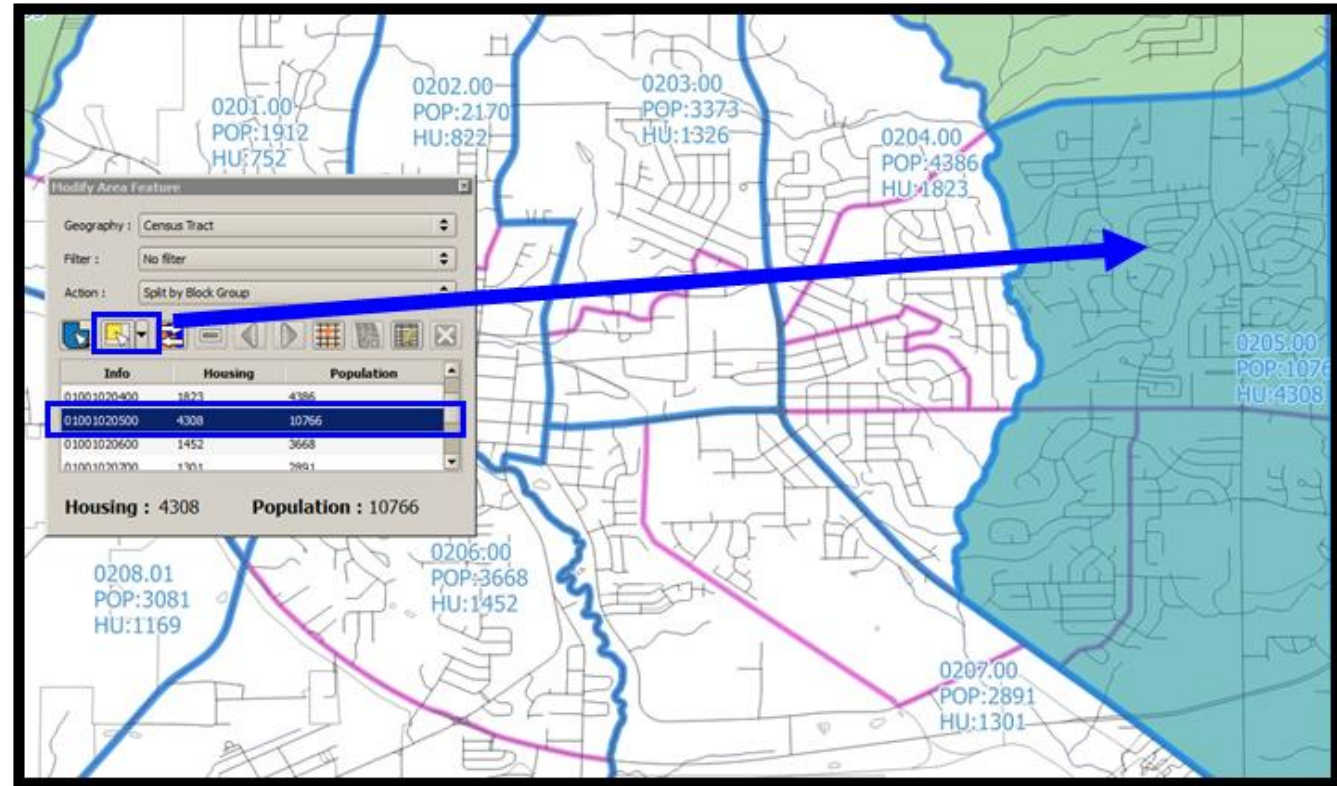 0201.00
POP:1912
HU:752
0202.00
POP:2170
HU:822
0203.00
POP:3373
HU:1326
0204.00
POP:4386
HU:1823
0205.00
POP:1076
HU:4308
Modify Area Feature
Geography : Census Tract
Filter : No filter
Action : Split by Block Group
Info Housing Population
01001020400 1823 4386
01001020500 4308 10766
01001020600 1452 3668
01001020700 1301 2891
Housing : 4308 Population : 10766
0208.01
POP:3081
HU:1169
0206.00
POP:3668
HU:1452
0207.00
POP:2891
HU:1301